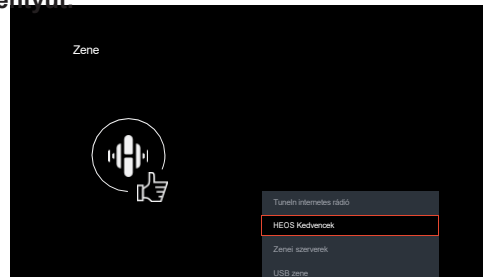 Zene
TuneIn internetes rádió
HEOS Kedvencek
Zenei szerverek
USB zene